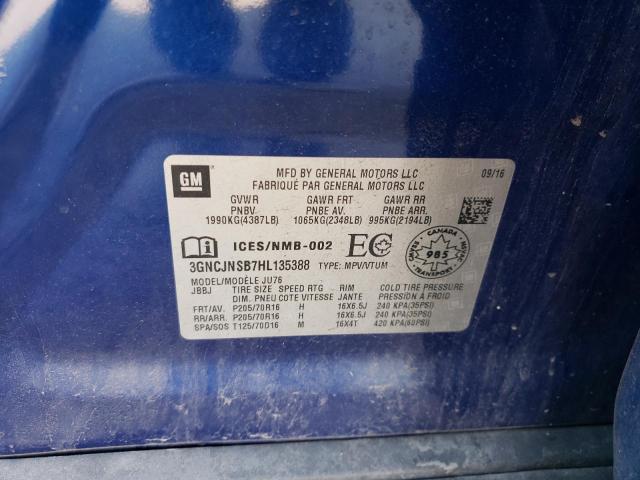 GM
MFD BY GENERAL MOTORS LLC 09/16
FABRIQUÉ PAR GENERAL MOTORS LLC
GVWR GAWR FRT GAWR RR
PNBV PNBE AV. PNBE ARR.
1990KG(4387LB) 1065KG(2348LB) 995KG(2194LB)
ICES/NMB-002 EC
CANADA
985
TRANSPORT
3GNCJNSB7HL135388 TYPE: MPV/VTUM
MODEL/MODÈLE JU76
JBBJ TIRE SIZE SPEED RTG RIM COLD TIRE PRESSURE
DIM. PNEU COTE VITESSE JANTE PRESSION À FROID
FRT/AV. P205/70R16 H 16X6.5J 240 KPA(35PSI)
RR/ARR. P205/70R16 H 16X6.5J 240 KPA(35PSI)
SPA/SOS T125/70D16 M 16X4T 420 KPA(60PSI)